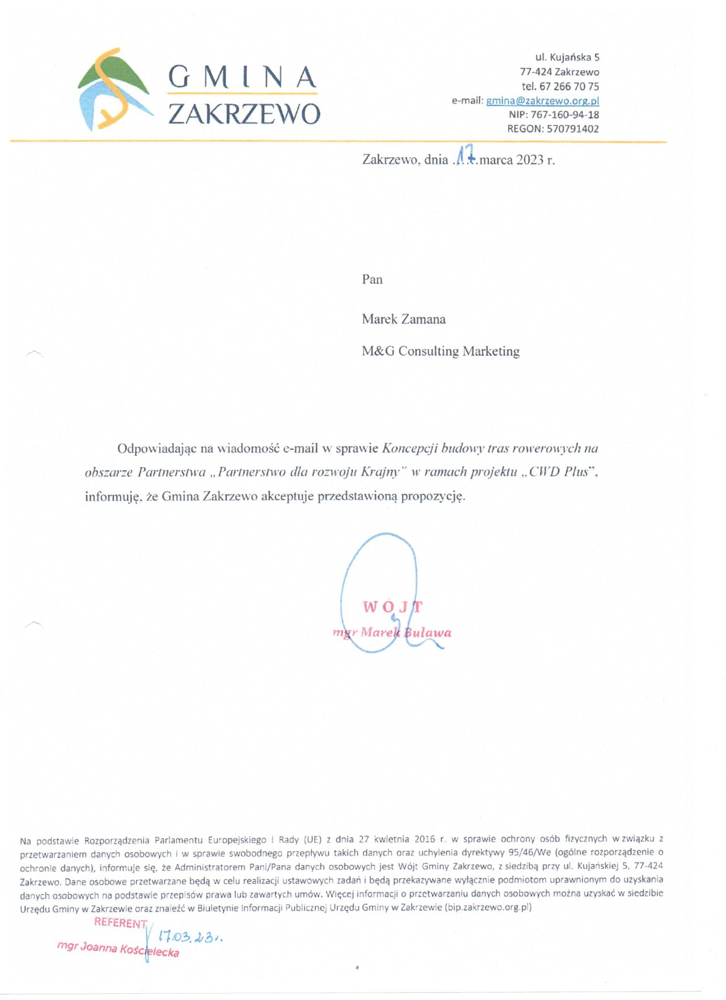 GMINA
ZAKRZEWO
ul. Kujańska 5
77-424 Zakrzewo
tel. 67 266 70 75
e-mail: gmina@zakrzewo.org.pl
NIP: 767-160-94-18
REGON: 570791402
Zakrzewo, dnia .17.marca 2023 r.
Pan
Marek Zamana
M&G Consulting Marketing
Odpowiadając na wiadomość e-mail w sprawie Koncepcji budowy tras rowerowych na
obszarze Partnerstwa „Partnerstwo dla rozwoju Krajny" w ramach projektu „CWD Plus",
informuję, że Gmina Zakrzewo akceptuje przedstawioną propozycję.
WÓJT
mgr Marek Buława
Na podstawie Rozporządzenia Parlamentu Europejskiego i Rady (UE) z dnia 27 kwietnia 2016 r. w sprawie ochrony osób fizycznych w związku z
przetwarzaniem danych osobowych i w sprawie swobodnego przepływu takich danych oraz uchylenia dyrektywy 95/46/We (ogólne rozporządzenie o
ochronie danych), informuje się, że Administratorem Pani/Pana danych osobowych jest Wójt Gminy Zakrzewo, z siedzibą przy ul. Kujańskiej 5, 77-424
Zakrzewo. Dane osobowe przetwarzane będą w celu realizacji ustawowych zadań i będą przekazywane wyłącznie podmiotom uprawnionym do uzyskania
danych osobowych na podstawie przepisów prawa lub zawartych umów. Więcej informacji o przetwarzaniu danych osobowych można uzyskać w siedzibie
Urzędu Gminy w Zakrzewie oraz znaleźć w Biuletynie Informacji Publicznej Urzędu Gminy w Zakrzewie (bip.zakrzewo.org.pl)
REFERENT
17.03.23r.
mgr Joanna Kościelecka